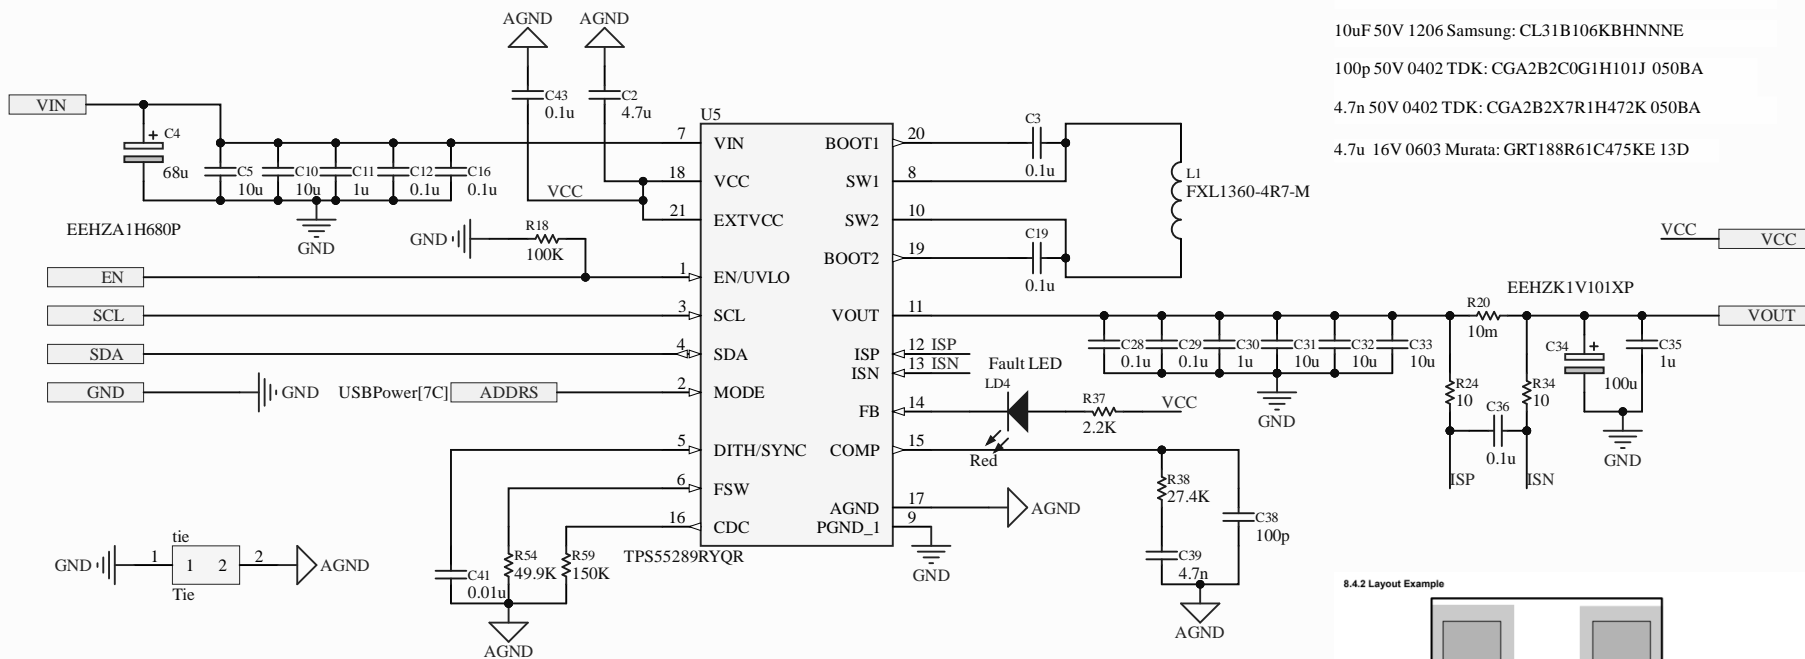 AGND
AGND
10uF 50V 1206 Samsung: CL31B106KBHNNNE
100p 50V 0402 TDK: CGA2B2C0G1H101J 050BA
4.7n 50V 0402 TDK: CGA2B2X7R1H472K 050BA
4.7u 16V 0603 Murata: GRT188R61C475KE 13D
VIN
C4
68u
EEHZA1H680P
C5
10u
C10
10u
C11
1u
C12
0.1u
C16
0.1u
GND
C43
0.1u
C2
4.7u
VCC
GND
R18
100K
EN
SCL
SDA
GND
GND
USBPower[7C]
ADDRS
U5
7
VIN
18
VCC
21
EXTVCC
1
EN/UVLO
3
SCL
4
SDA
2
MODE
5
DITH/SYNC
6
FSW
16
CDC
BOOT1
20
SW1
8
SW2
10
BOOT2
19
VOUT
11
ISP
12
ISP
ISN
13
ISN
FB
14
COMP
15
AGND
17
PGND_1
9
TPS55289RYQR
C3
0.1u
C19
0.1u
L1
FXL1360-4R7-M
Fault LED
LD4
Red
R37
2.2K
VCC
AGND
GND
C28
0.1u
C29
0.1u
C30
1u
C31
10u
C32
10u
C33
10u
GND
R20
10m
R24
10
R34
10
C36
0.1u
ISP
ISN
EEHZK1V101XP
C34
100u
C35
1u
GND
VCC
VCC
VOUT
R38
27.4K
C39
4.7n
C38
100p
AGND
C41
0.01u
R54
49.9K
R59
150K
AGND
GND
1
tie
1 2
Tie
2
AGND
8.4.2 Layout Example